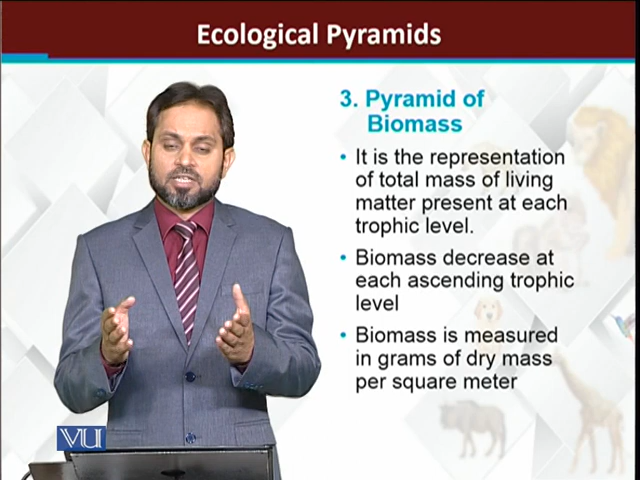 Ecological Pyramids
3. Pyramid of
Biomass
• It is the representation
of total mass of living
matter present at each
trophic level.
• Biomass decrease at
each ascending trophic
level
• Biomass is measured
in grams of dry mass
per square meter
VU